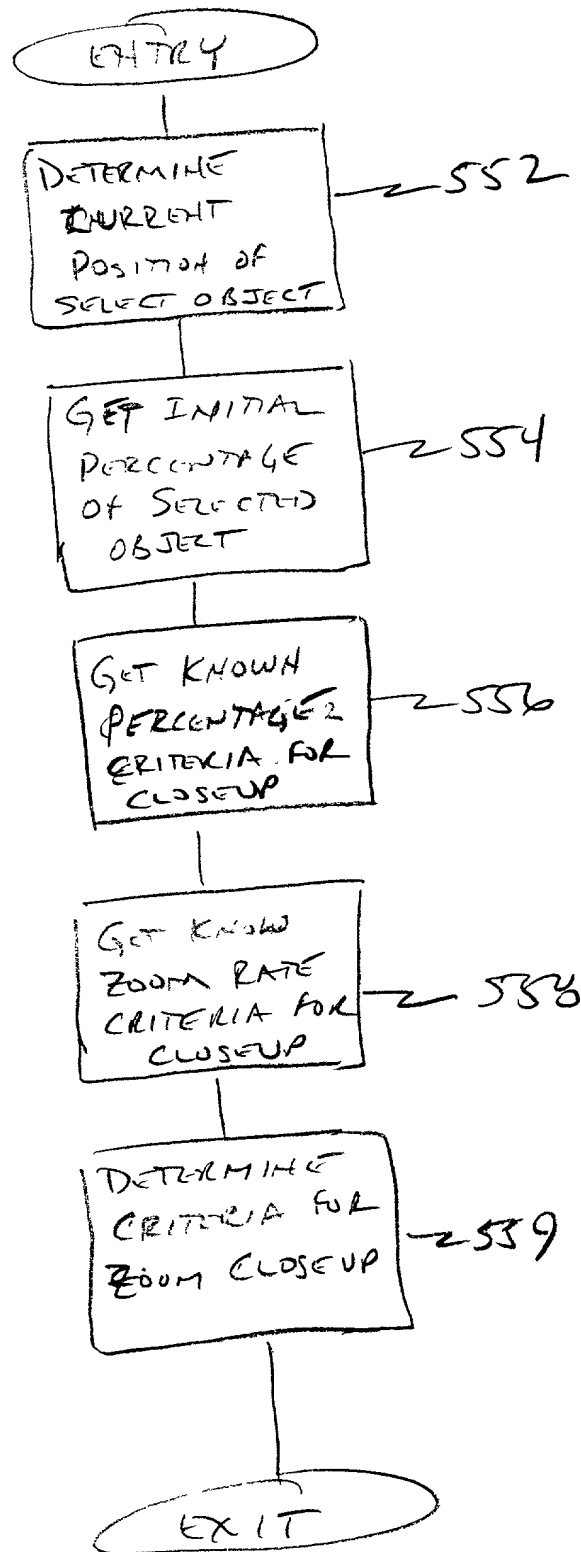 ENTRY
DETERMINE
CURRENT
POSITION OF
SELECT OBJECT
552
GET INITIAL
PERCENTAGE
OF SELECTED
OBJECT
554
GET KNOWN
PERCENTAGE
CRITERIA FOR
CLOSEUP
556
GET KNOW
ZOOM RATE
CRITERIA FOR
CLOSEUP
558
DETERMINE
CRITERIA FOR
ZOOM CLOSEUP
559
EXIT